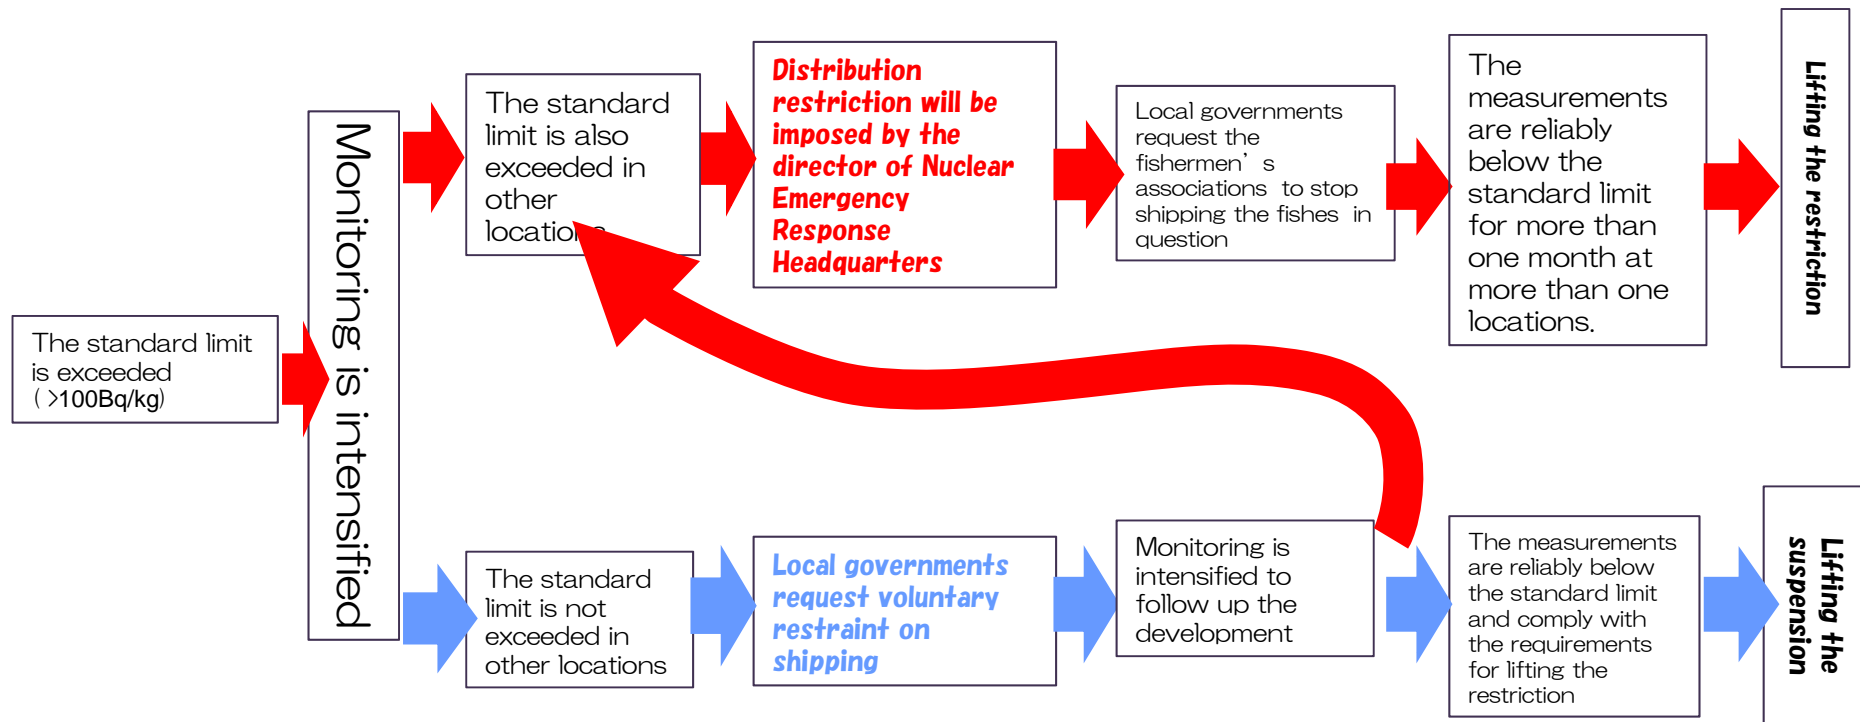 The standard limit
is exceeded
( >100Bq/kg)
Monitoring is intensified
The standard
limit is also
exceeded in
other
locations
Distribution
restriction will be
imposed by the
director of Nuclear
Emergency
Response
Headquarters
Local governments
request the
fishermen’s
associations to stop
shipping the fishes in
question
The
measurements
are reliably
below the
standard limit
for more than
one month at
more than one
locations.
Lifting the restriction
The standard
limit is not
exceeded in
other locations
Local governments
request voluntary
restraint on
shipping
Monitoring is
intensified to
follow up the
development
The measurements
are reliably below
the standard limit
and comply with
the requirements
for lifting the
restriction
Lifting the
suspension